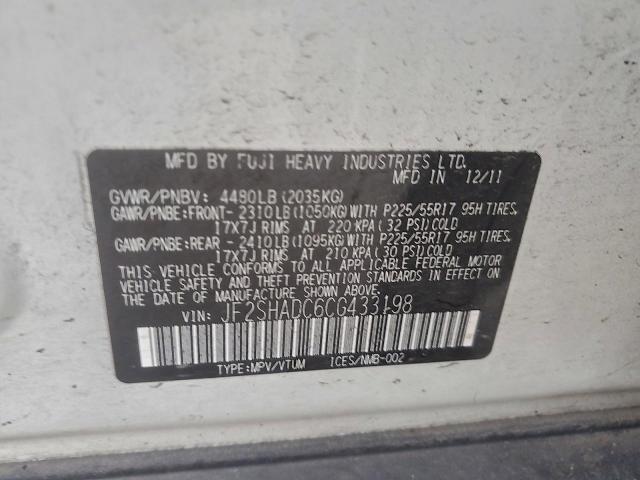 MFD BY FUJI HEAVY INDUSTRIES LTD.
MFD IN 12/11
GVWR/PNBV: 4480LB(2035KG)
GAWR/PNBE:FRONT- 2310LB(1050KG)WITH P225/55R17 95H TIRES,
17X7J RIMS AT 220 KPA(32 PSI)COLD
GAWR/PNBE:REAR -2410LB(1095KG)WITH P225/55R17 95H TIRES,
17X7J RIMS AT 210 KPA(30 PSI)COLD
THIS VEHICLE CONFORMS TO ALL APPLICABLE FEDERAL MOTOR
VEHICLE SAFETY AND THEFT PREVENTION STANDARDS IN EFFECT
ON THE DATE OF MANUFACTURE SHOWN ABOVE.
VIN: JF2SHADC6CG433198
TYPE:MPV/VTUM ICES/NMB-002